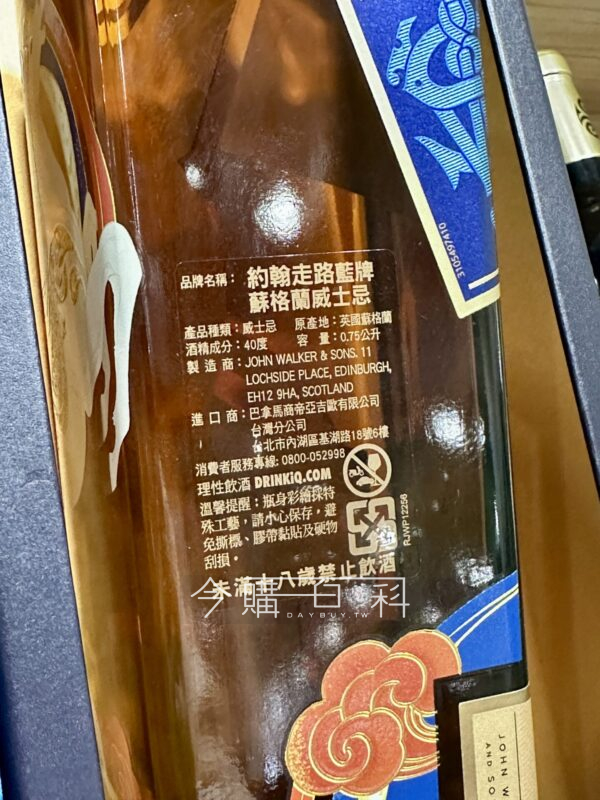 品牌名稱：約翰走路藍牌
蘇格蘭威士忌
產品種類：威士忌 原產地：英國蘇格蘭
酒精成分：40度 容 量：0.75公升
製 造 商：JOHN WALKER & SONS. 11
LOCHSIDE PLACE, EDINBURGH,
EH12 9HA, SCOTLAND
進 口 商：巴拿馬商帝亞吉歐有限公司
台灣分公司
台北市內湖區基湖路18號6樓
消費者服務專線: 0800-052998
理性飲酒 DRINKiQ.COM
溫馨提醒：瓶身彩繪採特
殊工藝，請小心保存，避
免撕標、膠帶黏貼及硬物
刮損。
未滿十八歲禁止飲酒
RJWP12256
3105497410
今購百科
DAYBUY.TW
JOHN W
AND SO